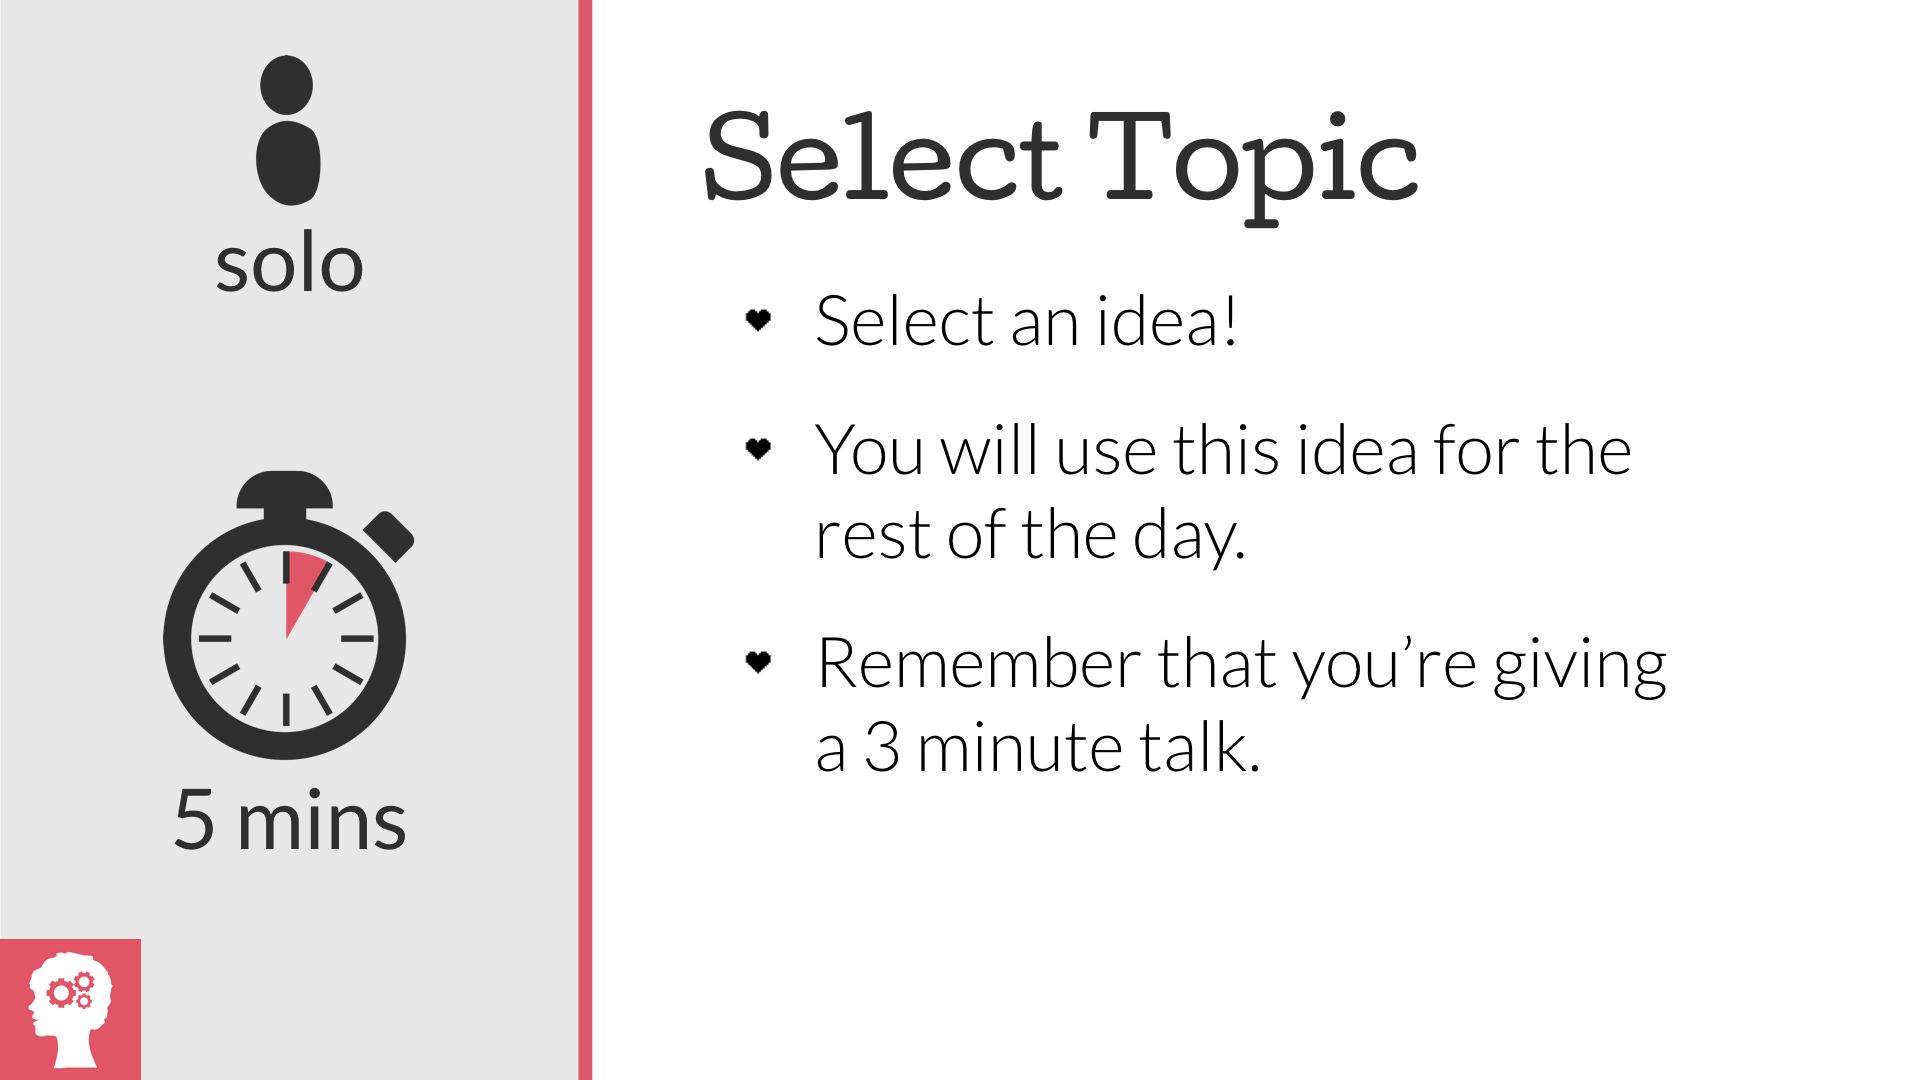 solo
5 mins
Select Topic
Select an idea!
You will use this idea for the
rest of the day.
Remember that you’re giving
a 3 minute talk.